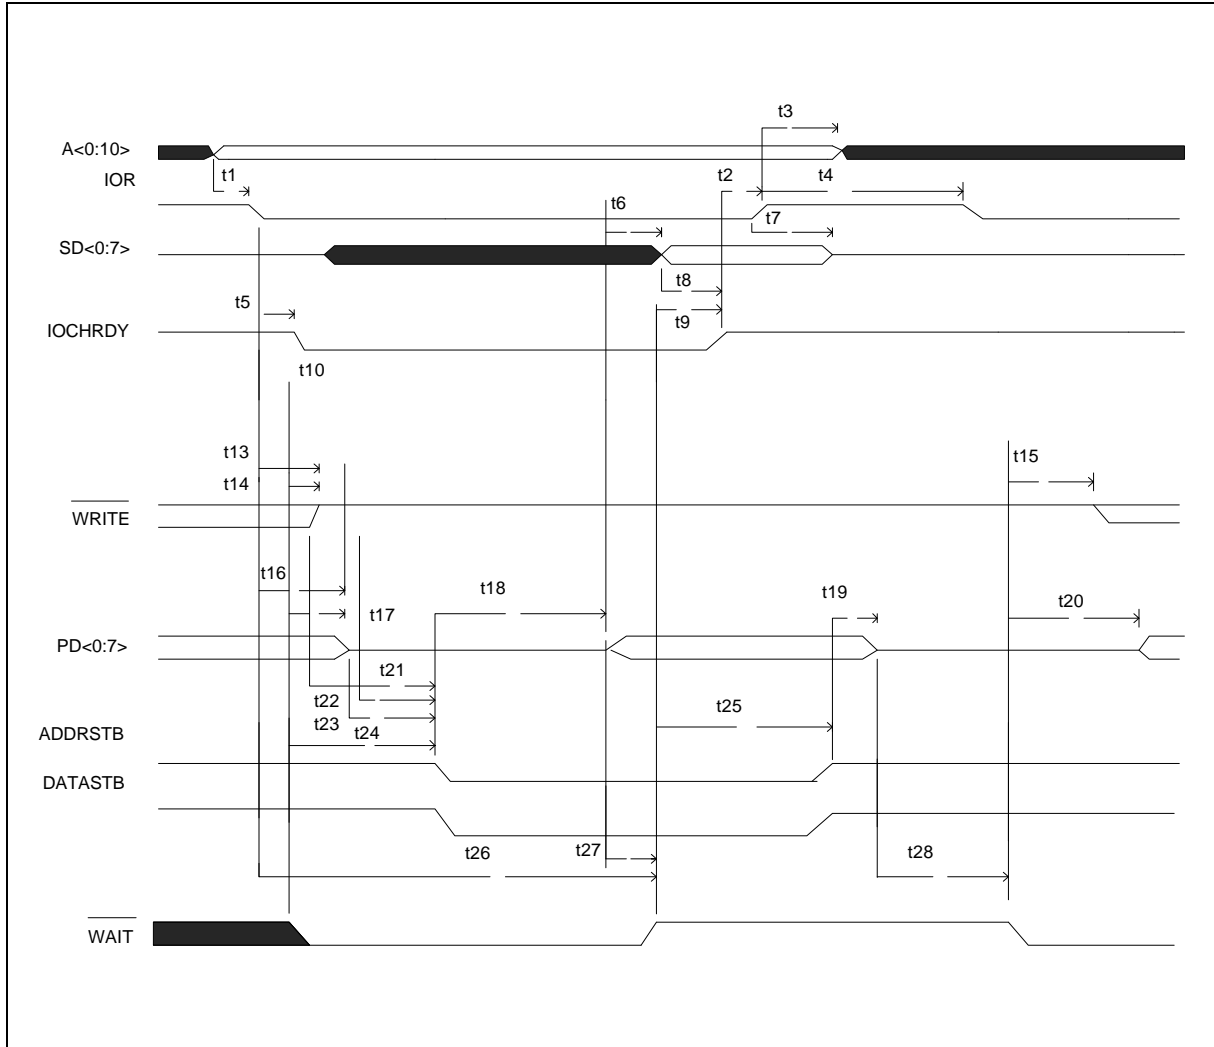 t3
A<0:10>
IOR
t1
t2
t4
t6
t7
SD<0:7>
t8
t5
t9
IOCHRDY
t10
t13
t14
t15
WRITE
t16
t17
t18
t19
t20
PD<0:7>
t21
t22
t23
t24
t25
ADDRSTB
DATASTB
t26
t27
t28
WAIT